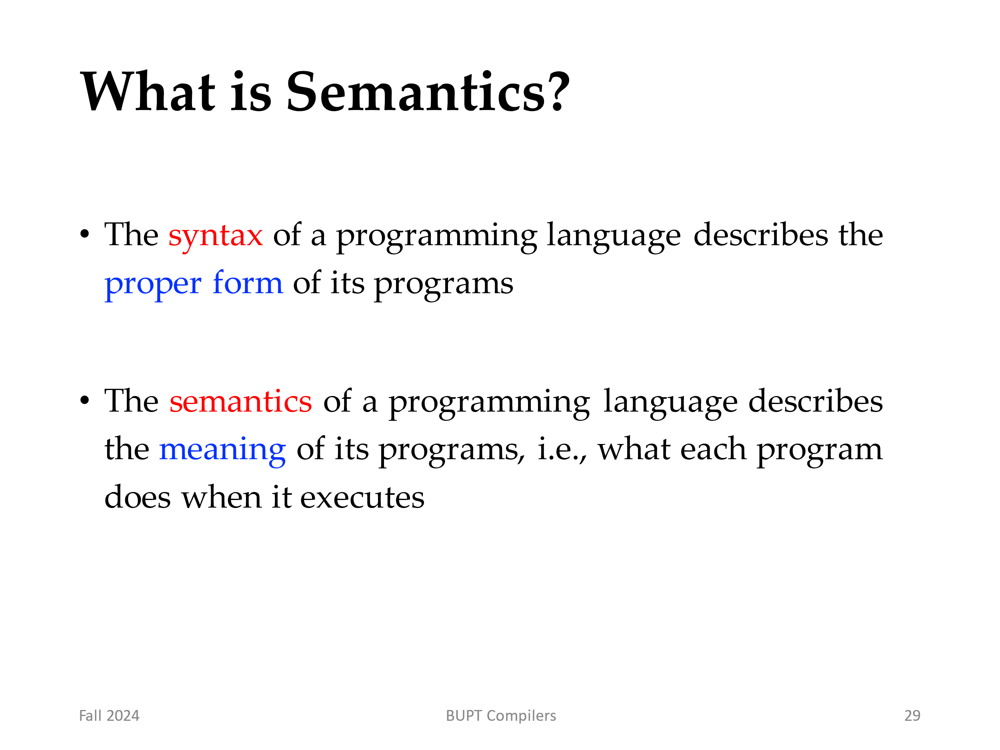 What is Semantics?
• The syntax of a programming language describes the
proper form of its programs
• The semantics of a programming language describes
the meaning of its programs, i.e., what each program
does when it executes
Fall 2024
BUPT Compilers
29